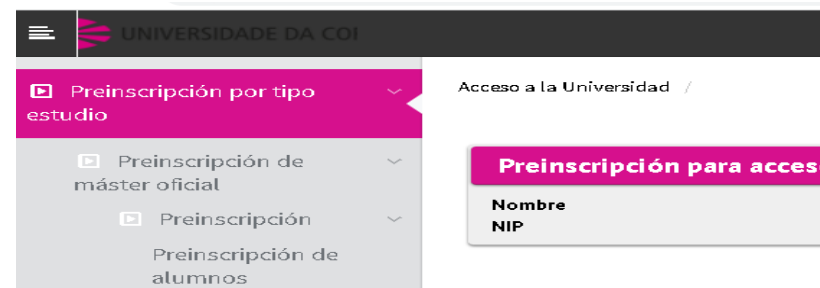 UNIVERSIDADE DA COI
Preinscripción por tipo
estudio
Preinscripción de
máster oficial
Preinscripción
Preinscripción de
alumnos
Acceso a la Universidad /
Preinscripción para acceso
Nombre
NIP